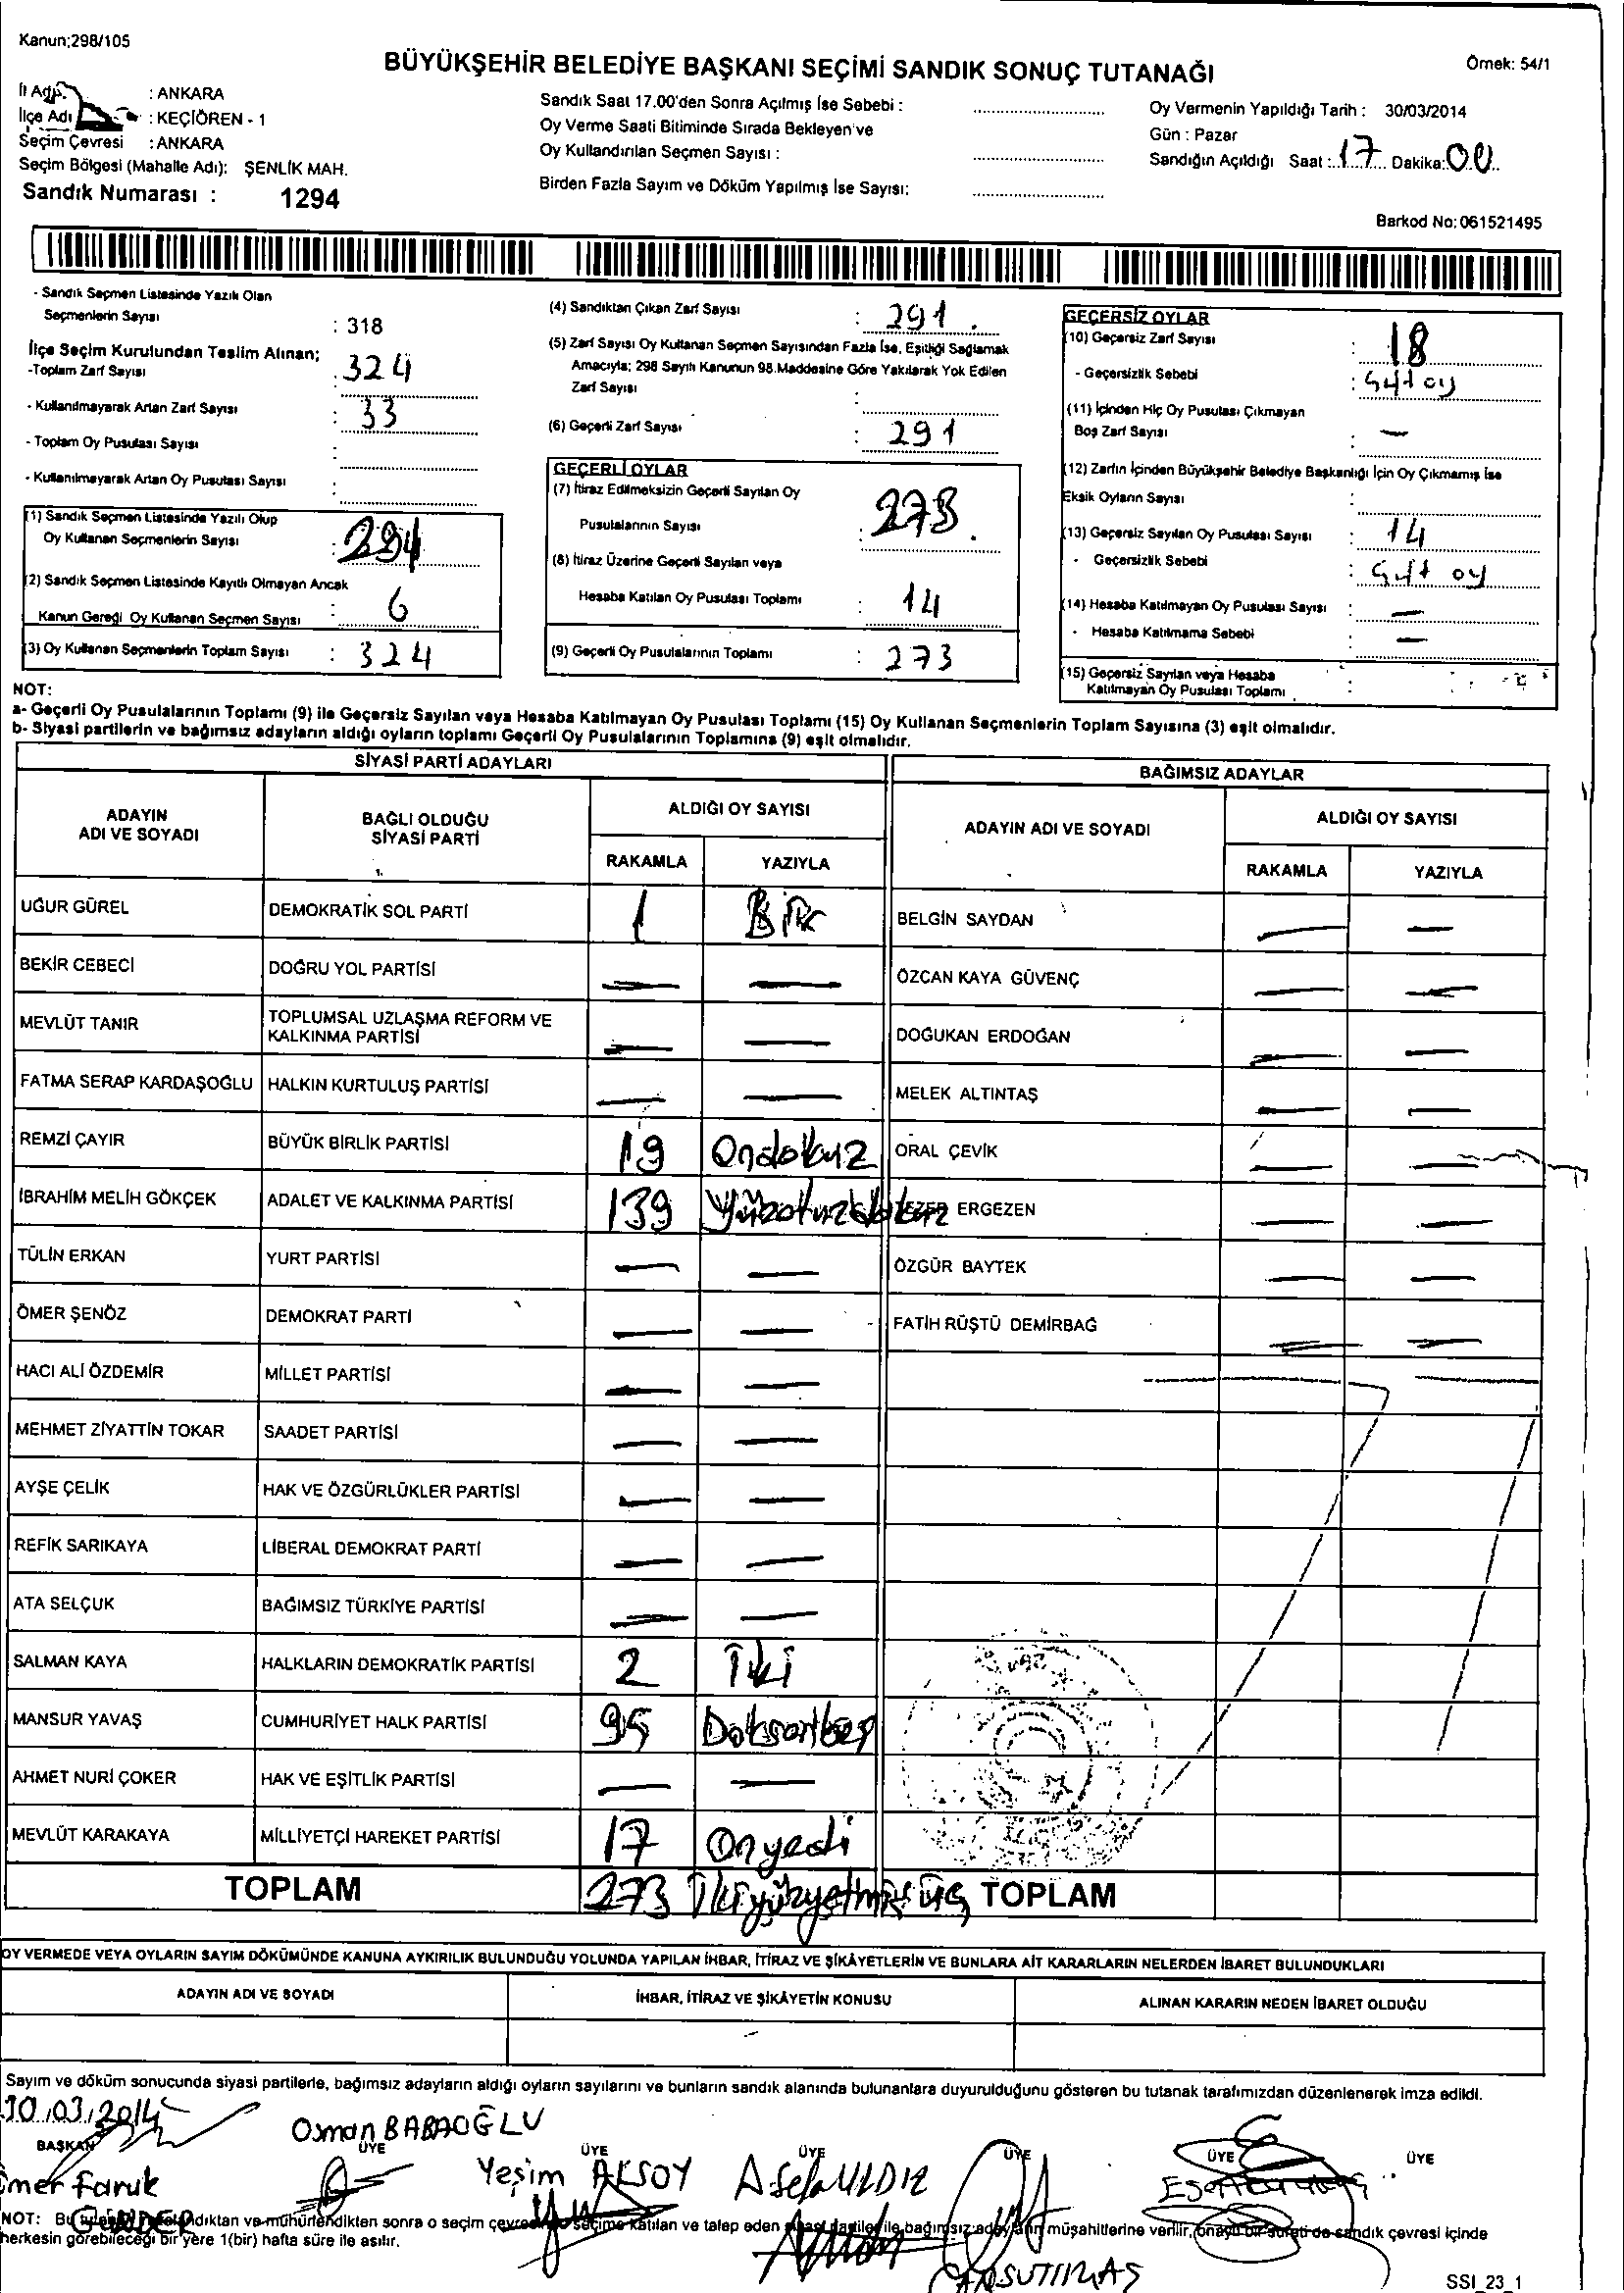 Kanun:298/105
BÜYÜKŞEHİR BELEDİYE BAŞKANI SEÇİMİ SANDIK SONUÇ TUTANAĞI
Örnek: 54/1
İl Adı : ANKARA
İlçe Adı : KEÇİÖREN - 1
Seçim Çevresi : ANKARA
Seçim Bölgesi (Mahalle Adı): ŞENLİK MAH.
Sandık Numarası : 1294
Sandık Saat 17.00'den Sonra Açılmış İse Sebebi :
Oy Verme Saati Bitiminde Sırada Bekleyen ve
Oy Kullandırılan Seçmen Sayısı :
Birden Fazla Sayım ve Döküm Yapılmış İse Sayısı:
Oy Vermenin Yapıldığı Tarih : 30/03/2014
Gün : Pazar
Sandığın Açıldığı Saat : 17 Dakika: 00
Barkod No: 061521495
- Sandık Seçmen Listesinde Yazılı Olan
Seçmenlerin Sayısı : 318
İlçe Seçim Kurulundan Teslim Alınan;
-Toplam Zarf Sayısı : 324
- Kullanılmayarak Artan Zarf Sayısı : 33
- Toplam Oy Pusulası Sayısı :
- Kullanılmayarak Artan Oy Pusulası Sayısı :
(1) Sandık Seçmen Listesinde Yazılı Olup
Oy Kullanan Seçmenlerin Sayısı :
(2) Sandık Seçmen Listesinde Kayıtlı Olmayan Ancak
Kanun Gereği Oy Kullanan Seçmen Sayısı : 6
(3) Oy Kullanan Seçmenlerin Toplam Sayısı : 324
(4) Sandıktan Çıkan Zarf Sayısı : 291
(5) Zarf Sayısı Oy Kullanan Seçmen Sayısından Fazla İse, Eşitliği Sağlamak
Amacıyla; 298 Sayılı Kanunun 98.Maddesine Göre Yakılarak Yok Edilen
Zarf Sayısı :
(6) Geçerli Zarf Sayısı : 291
GEÇERLİ OYLAR
(7) İtiraz Edilmeksizin Geçerli Sayılan Oy
Pusulalarının Sayısı : 273
(8) İtiraz Üzerine Geçerli Sayılan veya
Hesaba Katılan Oy Pusulası Toplamı : 14
(9) Geçerli Oy Pusulalarının Toplamı : 273
GEÇERSİZ OYLAR
(10) Geçersiz Zarf Sayısı : 18
- Geçersizlik Sebebi : Çift oy
(11) İçinden Hiç Oy Pusulası Çıkmayan
Boş Zarf Sayısı : —
(12) Zarfın İçinden Büyükşehir Belediye Başkanlığı İçin Oy Çıkmamış İse
Eksik Oyların Sayısı :
(13) Geçersiz Sayılan Oy Pusulası Sayısı : 14
- Geçersizlik Sebebi : Çift oy
(14) Hesaba Katılmayan Oy Pusulası Sayısı : —
- Hesaba Katılmama Sebebi : —
(15) Geçersiz Sayılan veya Hesaba
Katılmayan Oy Pusulası Toplamı :
NOT:
a- Geçerli Oy Pusulalarının Toplamı (9) ile Geçersiz Sayılan veya Hesaba Katılmayan Oy Pusulası Toplamı (15) Oy Kullanan Seçmenlerin Toplam Sayısına (3) eşit olmalıdır.
b- Siyasi partilerin ve bağımsız adayların aldığı oyların toplamı Geçerli Oy Pusulalarının Toplamına (9) eşit olmalıdır.
SİYASİ PARTİ ADAYLARI
BAĞIMSIZ ADAYLAR
ADAYIN ADI VE SOYADI
BAĞLI OLDUĞU SİYASİ PARTİ
ALDIĞI OY SAYISI
RAKAMLA YAZIYLA
ADAYIN ADI VE SOYADI
ALDIĞI OY SAYISI
RAKAMLA YAZIYLA
UĞUR GÜREL DEMOKRATİK SOL PARTİ 1 Bir BELGİN SAYDAN — —
BEKİR CEBECİ DOĞRU YOL PARTİSİ — — ÖZCAN KAYA GÜVENÇ — —
MEVLÜT TANIR TOPLUMSAL UZLAŞMA REFORM VE KALKINMA PARTİSİ — — DOĞUKAN ERDOĞAN — —
FATMA SERAP KARDAŞOĞLU HALKIN KURTULUŞ PARTİSİ — — MELEK ALTINTAŞ — —
REMZİ ÇAYIR BÜYÜK BİRLİK PARTİSİ 19 Ondokuz ORAL ÇEVİK — —
İBRAHİM MELİH GÖKÇEK ADALET VE KALKINMA PARTİSİ 139 Yüzotuzdokuz ERGEZEN — —
TÜLİN ERKAN YURT PARTİSİ — — ÖZGÜR BAYTEK — —
ÖMER ŞENÖZ DEMOKRAT PARTİ — — FATİH RÜŞTÜ DEMİRBAĞ — —
HACI ALİ ÖZDEMİR MİLLET PARTİSİ — —
MEHMET ZİYATTİN TOKAR SAADET PARTİSİ — —
AYŞE ÇELİK HAK VE ÖZGÜRLÜKLER PARTİSİ — —
REFİK SARIKAYA LİBERAL DEMOKRAT PARTİ — —
ATA SELÇUK BAĞIMSIZ TÜRKİYE PARTİSİ — —
SALMAN KAYA HALKLARIN DEMOKRATİK PARTİSİ 2 İki
MANSUR YAVAŞ CUMHURİYET HALK PARTİSİ 95 Doksanbeş
AHMET NURİ ÇOKER HAK VE EŞİTLİK PARTİSİ — —
MEVLÜT KARAKAYA MİLLİYETÇİ HAREKET PARTİSİ 17 Onyedi
TOPLAM 273 İkiyüzyetmişüç TOPLAM
OY VERMEDE VEYA OYLARIN SAYIM DÖKÜMÜNDE KANUNA AYKIRILIK BULUNDUĞU YOLUNDA YAPILAN İHBAR, İTİRAZ VE ŞİKÂYETLERİN VE BUNLARA AİT KARARLARIN NELERDEN İBARET BULUNDUKLARI
ADAYIN ADI VE SOYADI İHBAR, İTİRAZ VE ŞİKÂYETİN KONUSU ALINAN KARARIN NEDEN İBARET OLDUĞU
Sayım ve döküm sonucunda siyasi partilerle, bağımsız adayların aldığı oyların sayılarını ve bunların sandık alanında bulunanlara duyurulduğunu gösteren bu tutanak tarafımızdan düzenlenerek imza edildi.
30.03.2014
Osman BABAOĞLU
BAŞKAN ÜYE ÜYE ÜYE ÜYE ÜYE ÜYE
Ömer Faruk Yeşim AKSOY
NOT: Bu dıktan ve mühürlendikten sonra o seçim seçime katılan ve talep eden ile bağımsız müşahitlerine verilir, onaylı bir sureti de sandık çevresi içinde
herkesin görebileceği bir yere 1(bir) hafta süre ile asılır.
SSI_23_1